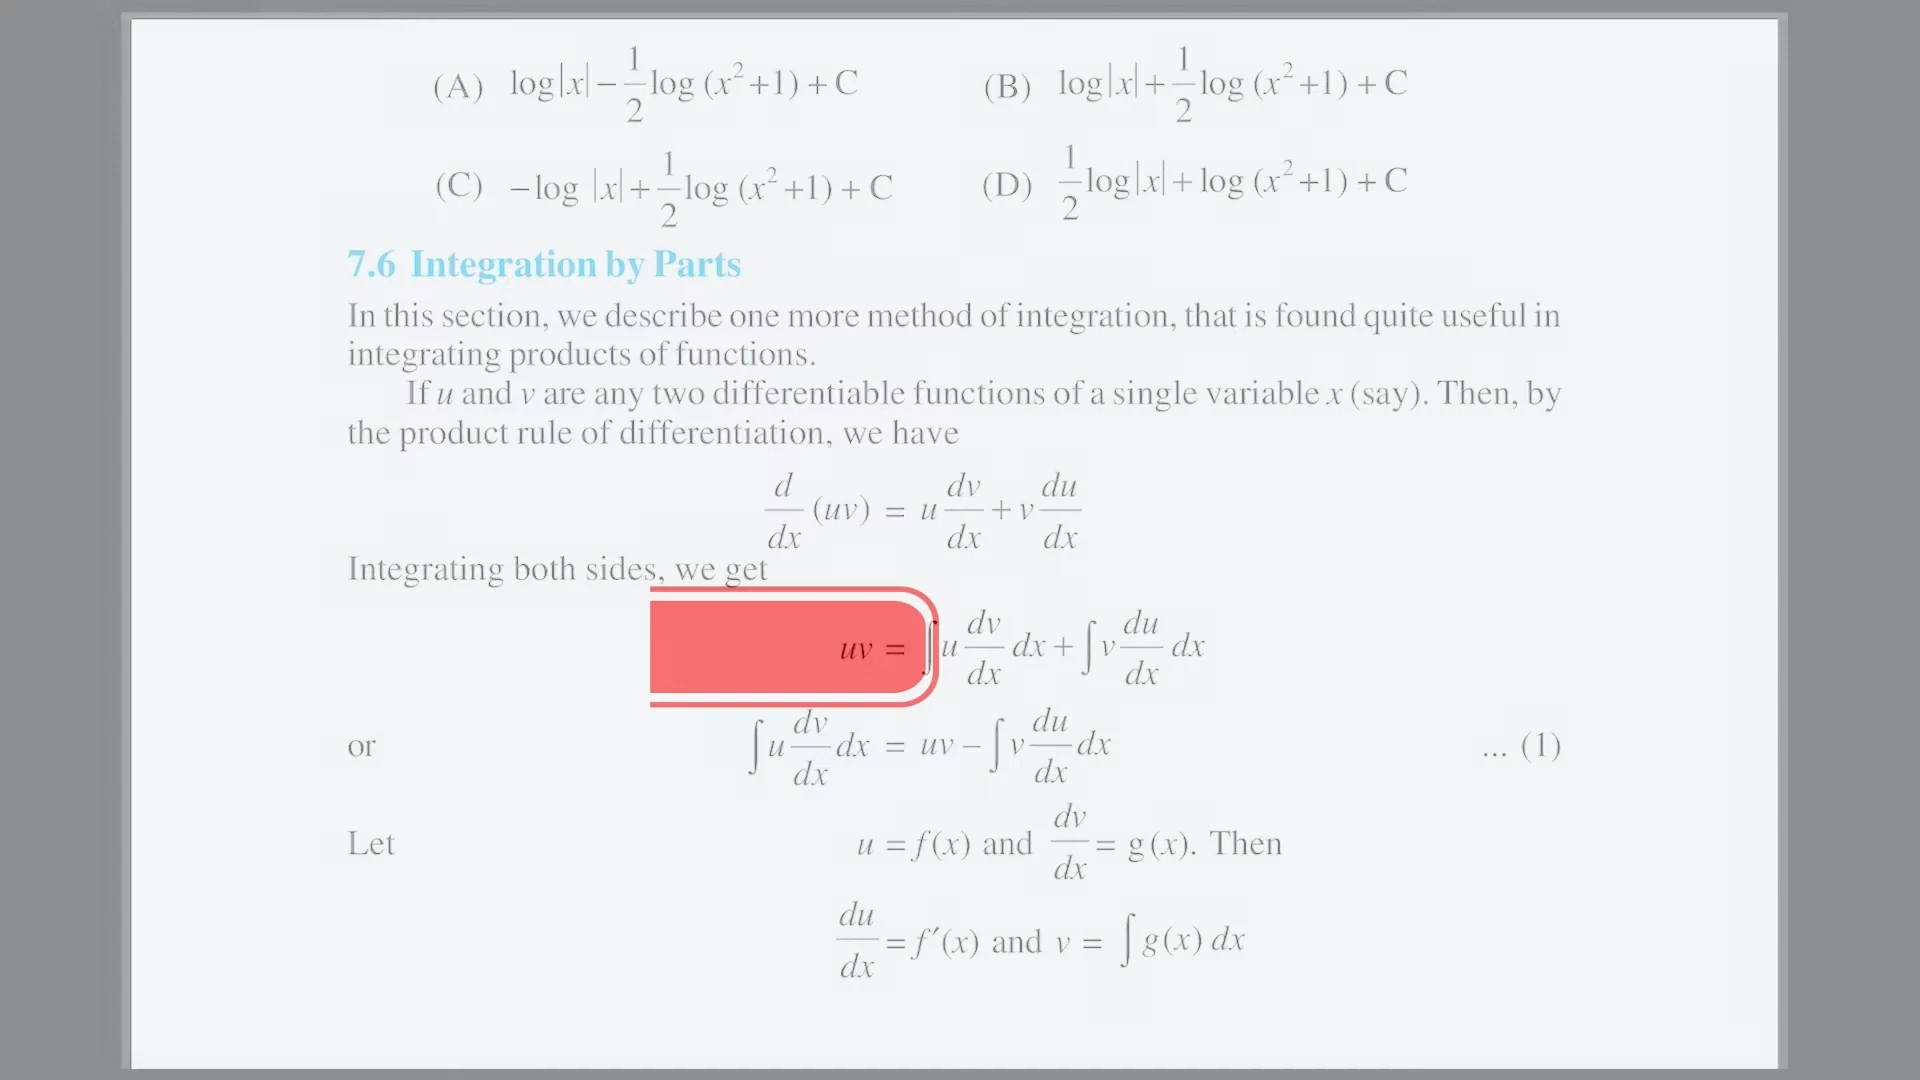 (A) log|x| − 1/2 log (x²+1) + C (B) log|x| + 1/2 log (x²+1) + C
(C) −log |x| + 1/2 log (x²+1) + C (D) 1/2 log|x| + log (x²+1) + C
7.6 Integration by Parts
In this section, we describe one more method of integration, that is found quite useful in
integrating products of functions.
If u and v are any two differentiable functions of a single variable x (say). Then, by
the product rule of differentiation, we have
d/dx (uv) = u dv/dx + v du/dx
Integrating both sides, we get
uv = ∫u dv/dx dx + ∫v du/dx dx
or ∫u dv/dx dx = uv − ∫v du/dx dx ... (1)
Let u = f(x) and dv/dx = g(x). Then
du/dx = f′(x) and v = ∫g(x) dx